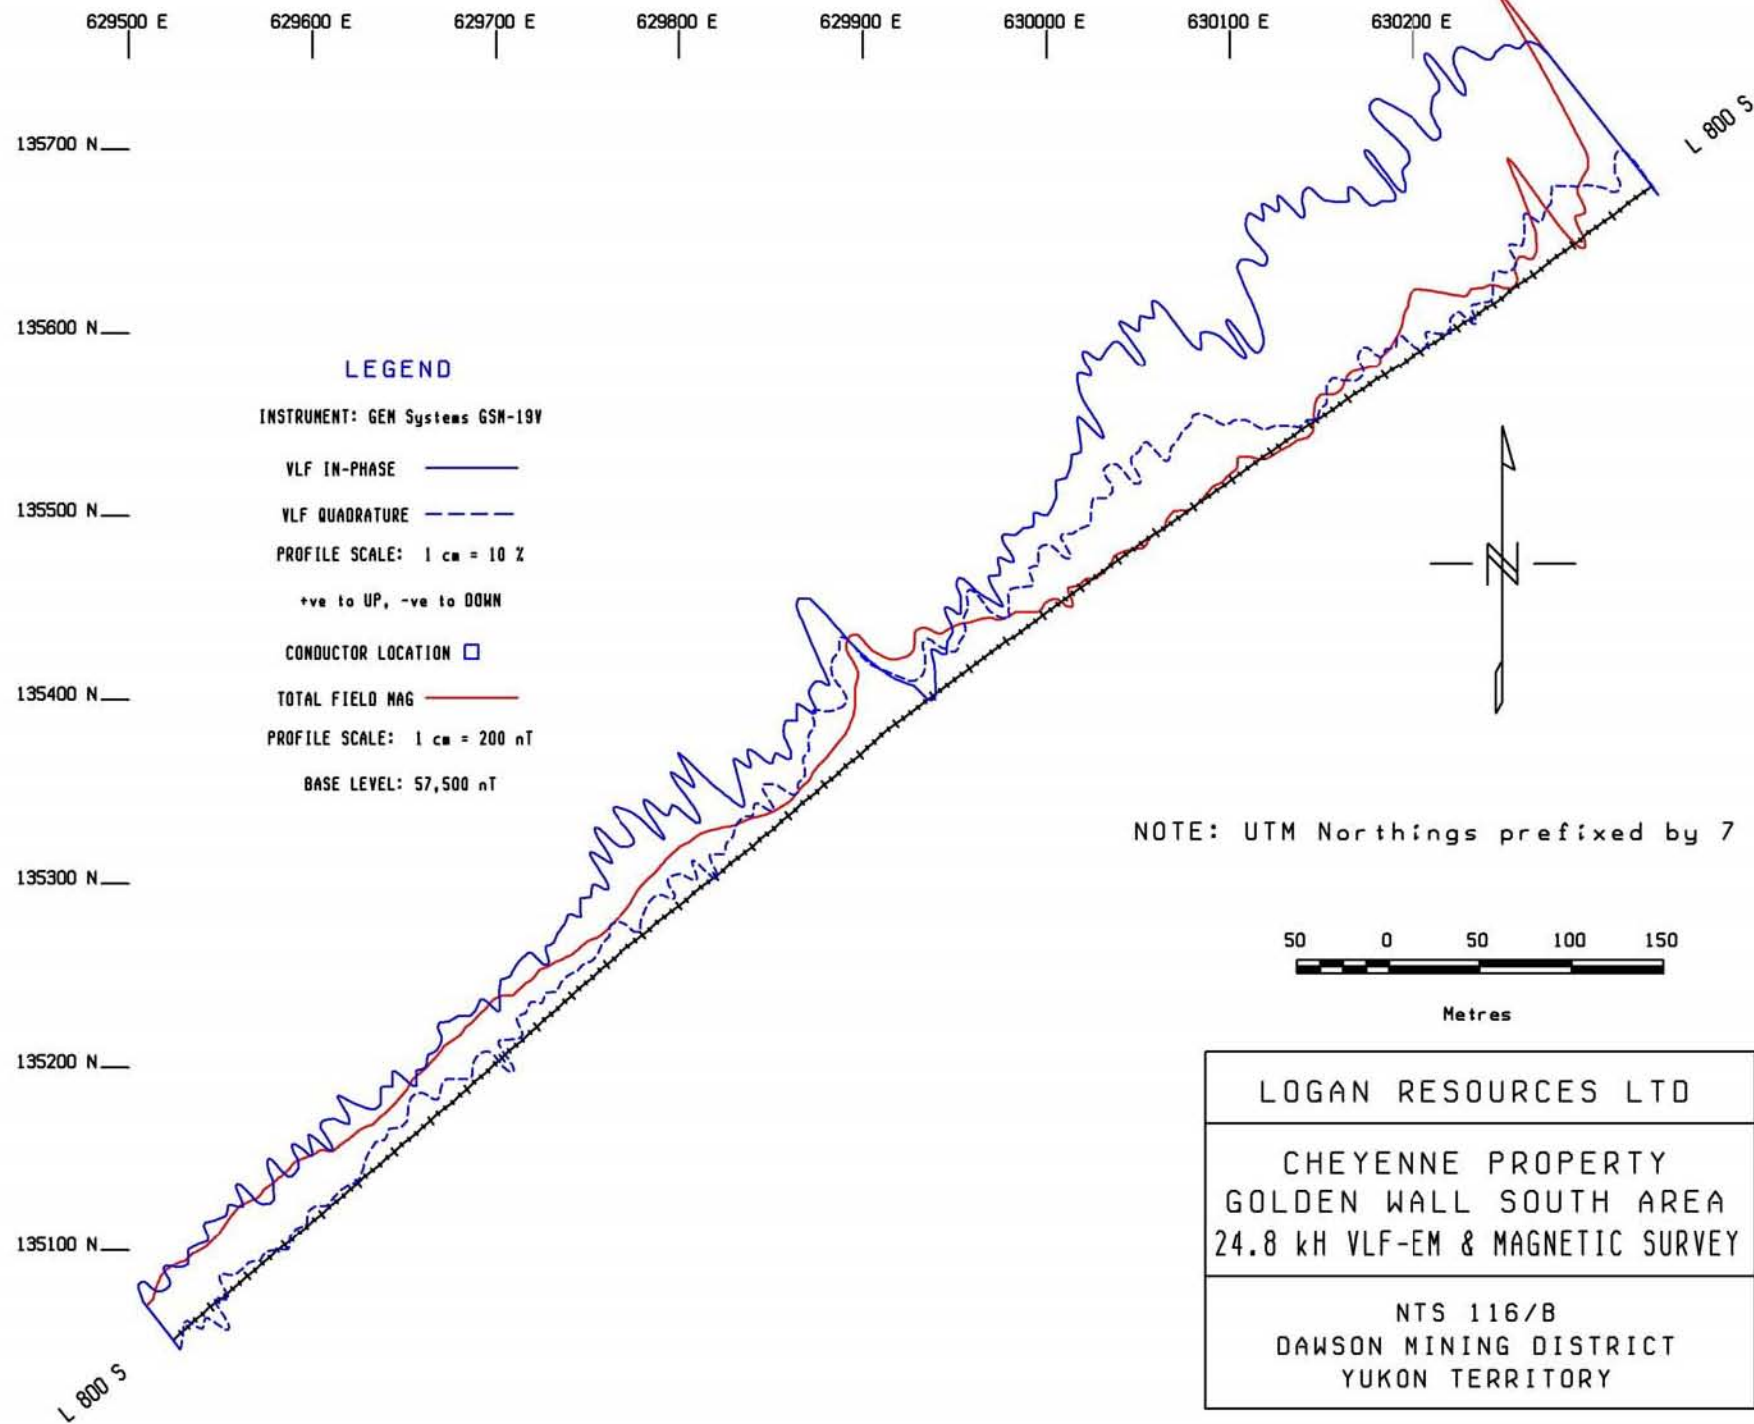 629500 E 629600 E 629700 E 629800 E 629900 E 630000 E 630100 E 630200 E
L 800 S
135700 N
135600 N
LEGEND
INSTRUMENT: GEM Systems GSM-19V
VLF IN-PHASE
VLF QUADRATURE
135500 N
PROFILE SCALE: 1 cm = 10 %
+ve to UP, -ve to DOWN
N
CONDUCTOR LOCATION
135400 N
TOTAL FIELD MAG
PROFILE SCALE: 1 cm = 200 nT
BASE LEVEL: 57,500 nT
NOTE: UTM Northings prefixed by 7
135300 N
50 0 50 100 150
Metres
135200 N
135100 N
L 800 S
LOGAN RESOURCES LTD
CHEYENNE PROPERTY
GOLDEN WALL SOUTH AREA
24.8 kH VLF-EM & MAGNETIC SURVEY
NTS 116/B
DAWSON MINING DISTRICT
YUKON TERRITORY